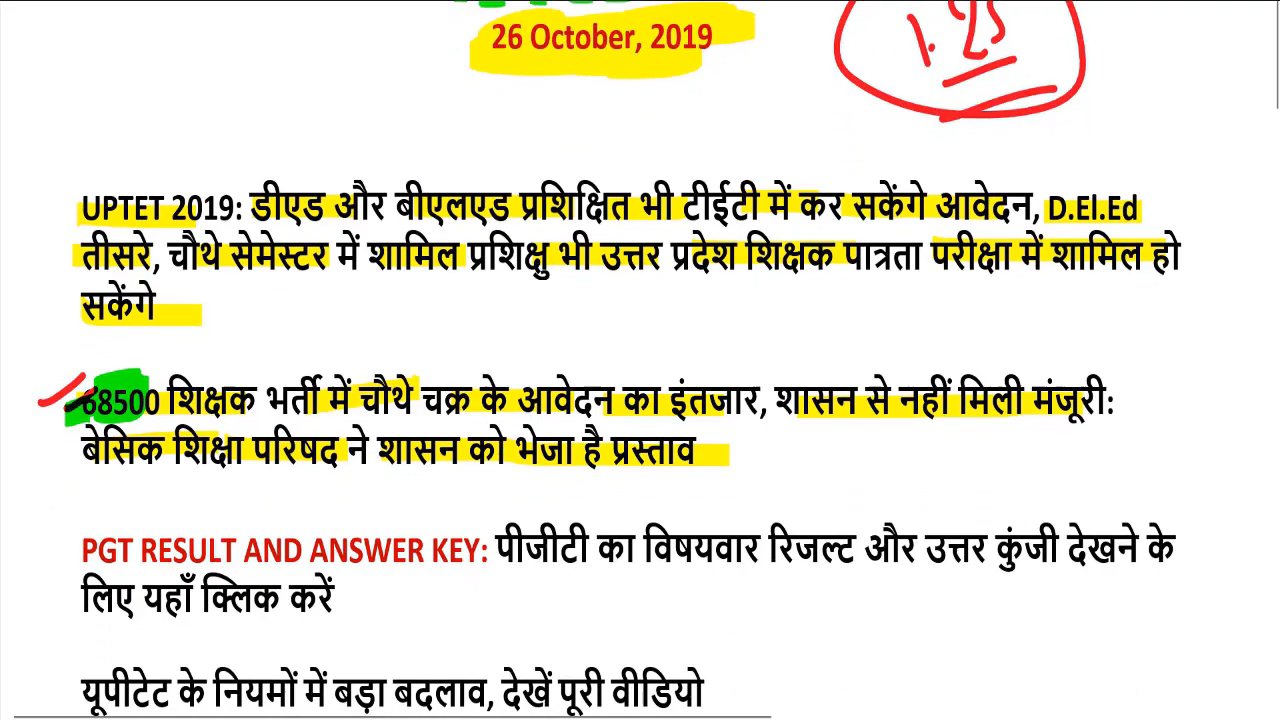 26 October, 2019
1.25
UPTET 2019: डीएड और बीएलएड प्रशिक्षित भी टीईटी में कर सकेंगे आवेदन, D.El.Ed
तीसरे, चौथे सेमेस्टर में शामिल प्रशिक्षु भी उत्तर प्रदेश शिक्षक पात्रता परीक्षा में शामिल हो
सकेंगे
68500 शिक्षक भर्ती में चौथे चक्र के आवेदन का इंतजार, शासन से नहीं मिली मंजूरी:
बेसिक शिक्षा परिषद ने शासन को भेजा है प्रस्ताव
PGT RESULT AND ANSWER KEY: पीजीटी का विषयवार रिजल्ट और उत्तर कुंजी देखने के
लिए यहाँ क्लिक करें
यूपीटेट के नियमों में बड़ा बदलाव, देखें पूरी वीडियो